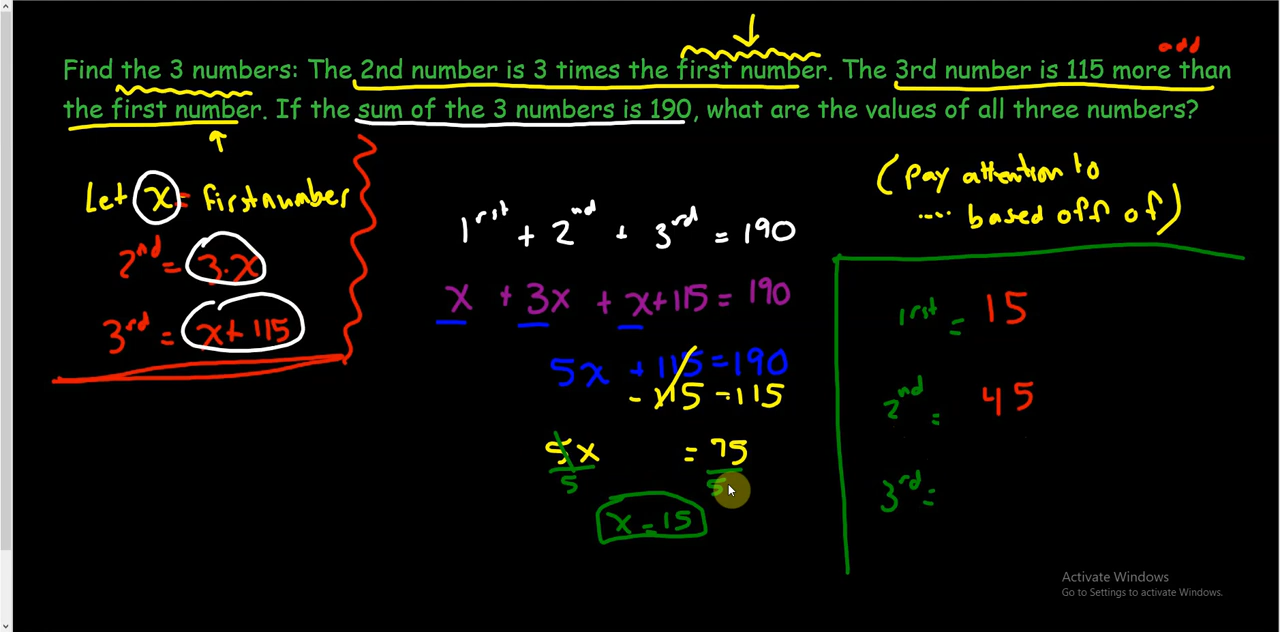 add
Find the 3 numbers: The 2nd number is 3 times the first number. The 3rd number is 115 more than
the first number. If the sum of the 3 numbers is 190, what are the values of all three numbers?
(Pay attention to
.... based off of)
Let x = first number
2nd = 3·x
3rd = x+115
1rst + 2nd + 3rd = 190
x + 3x + x+115 = 190
5x +115 = 190
- 115 -115
5x = 75
5 5
x = 15
1rst = 15
2nd = 45
3rd =
Activate Windows
Go to Settings to activate Windows.